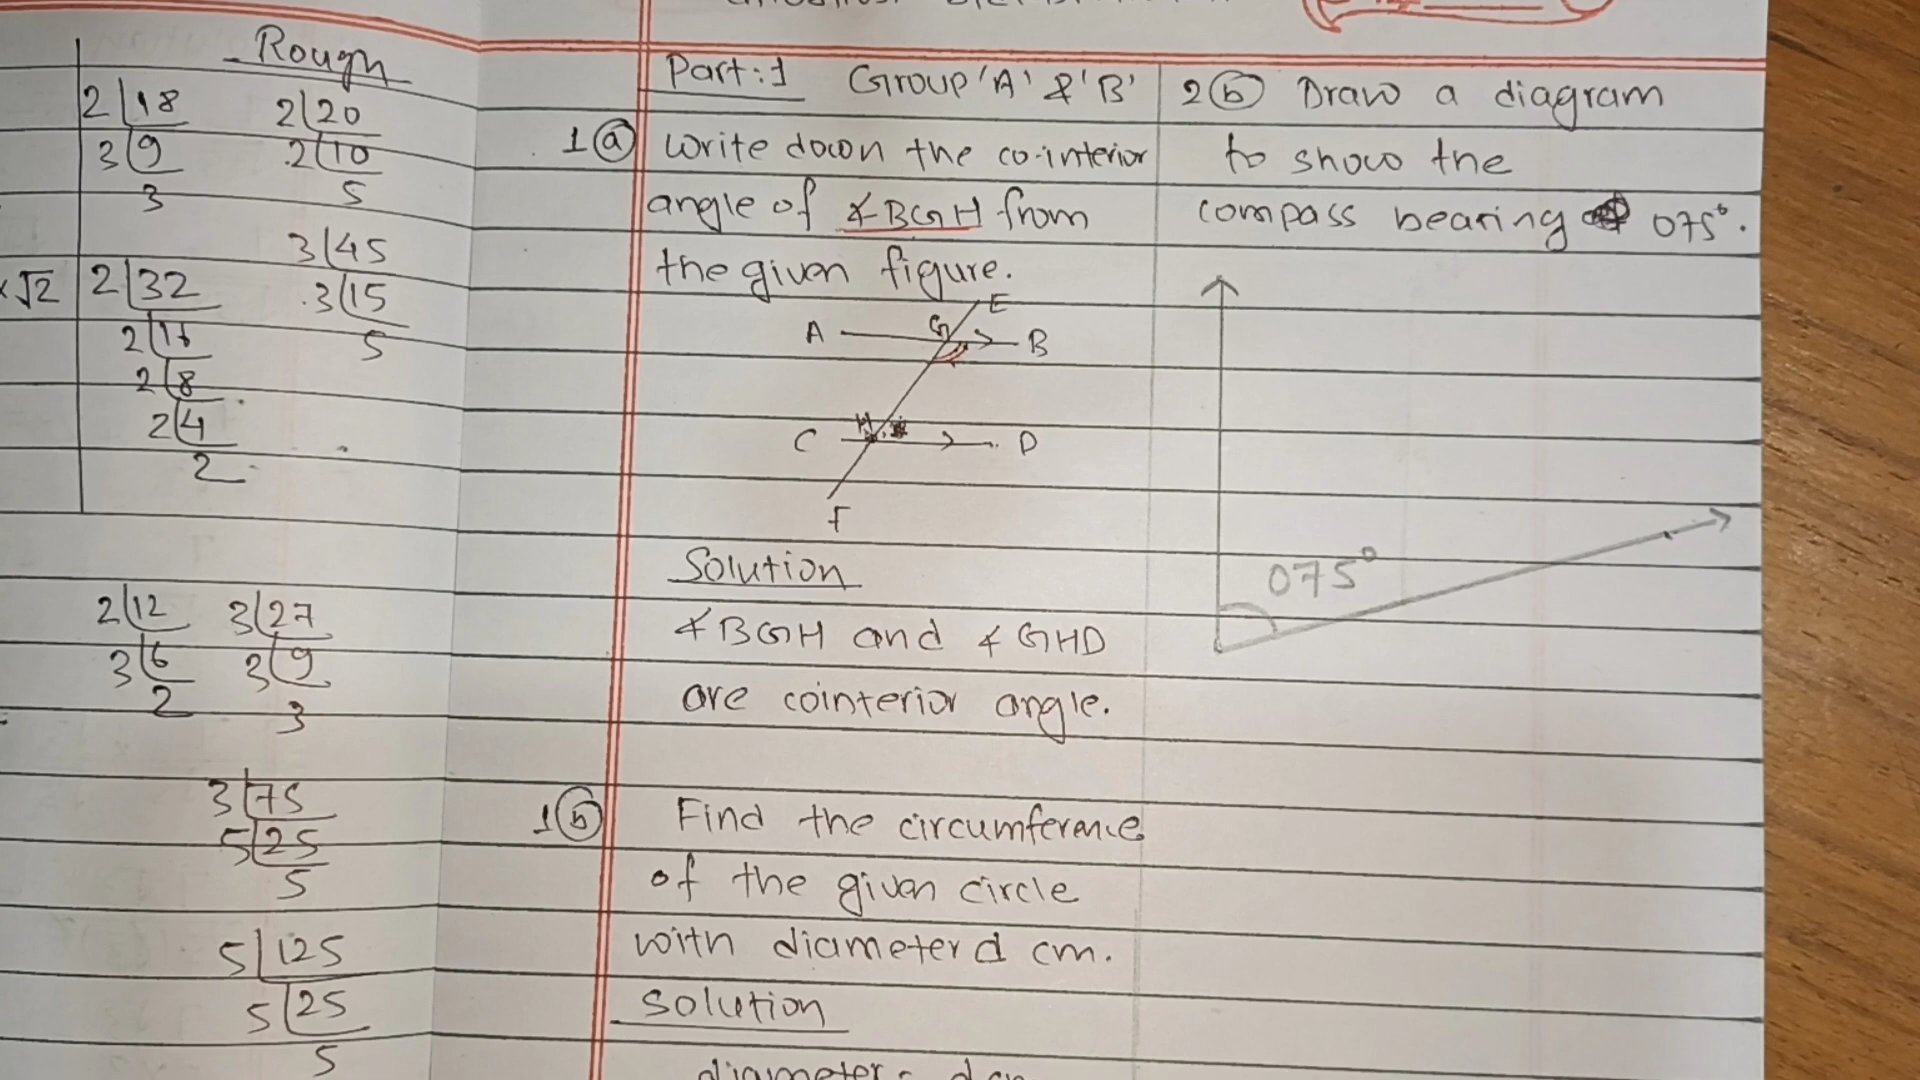 Rough
2 18
3 9
3
2 20
2 10
5
3 45
3 15
5
×√2
2 32
2 16
2 8
2 4
2
2 12
3 6
2
3 27
3 9
3
3 75
5 25
5
5 125
5 25
5
Part:1 Group 'A' & 'B'
1 a Write down the co-interior
angle of ∡BGH from
the given figure.
E
A G B
C H D
F
Solution
∡BGH and ∡GHD
are cointerior angle.
1 b Find the circumference
of the given circle
with diameter d cm.
Solution
diameter = d cm
2 b Draw a diagram
to show the
compass bearing 075°.
075°